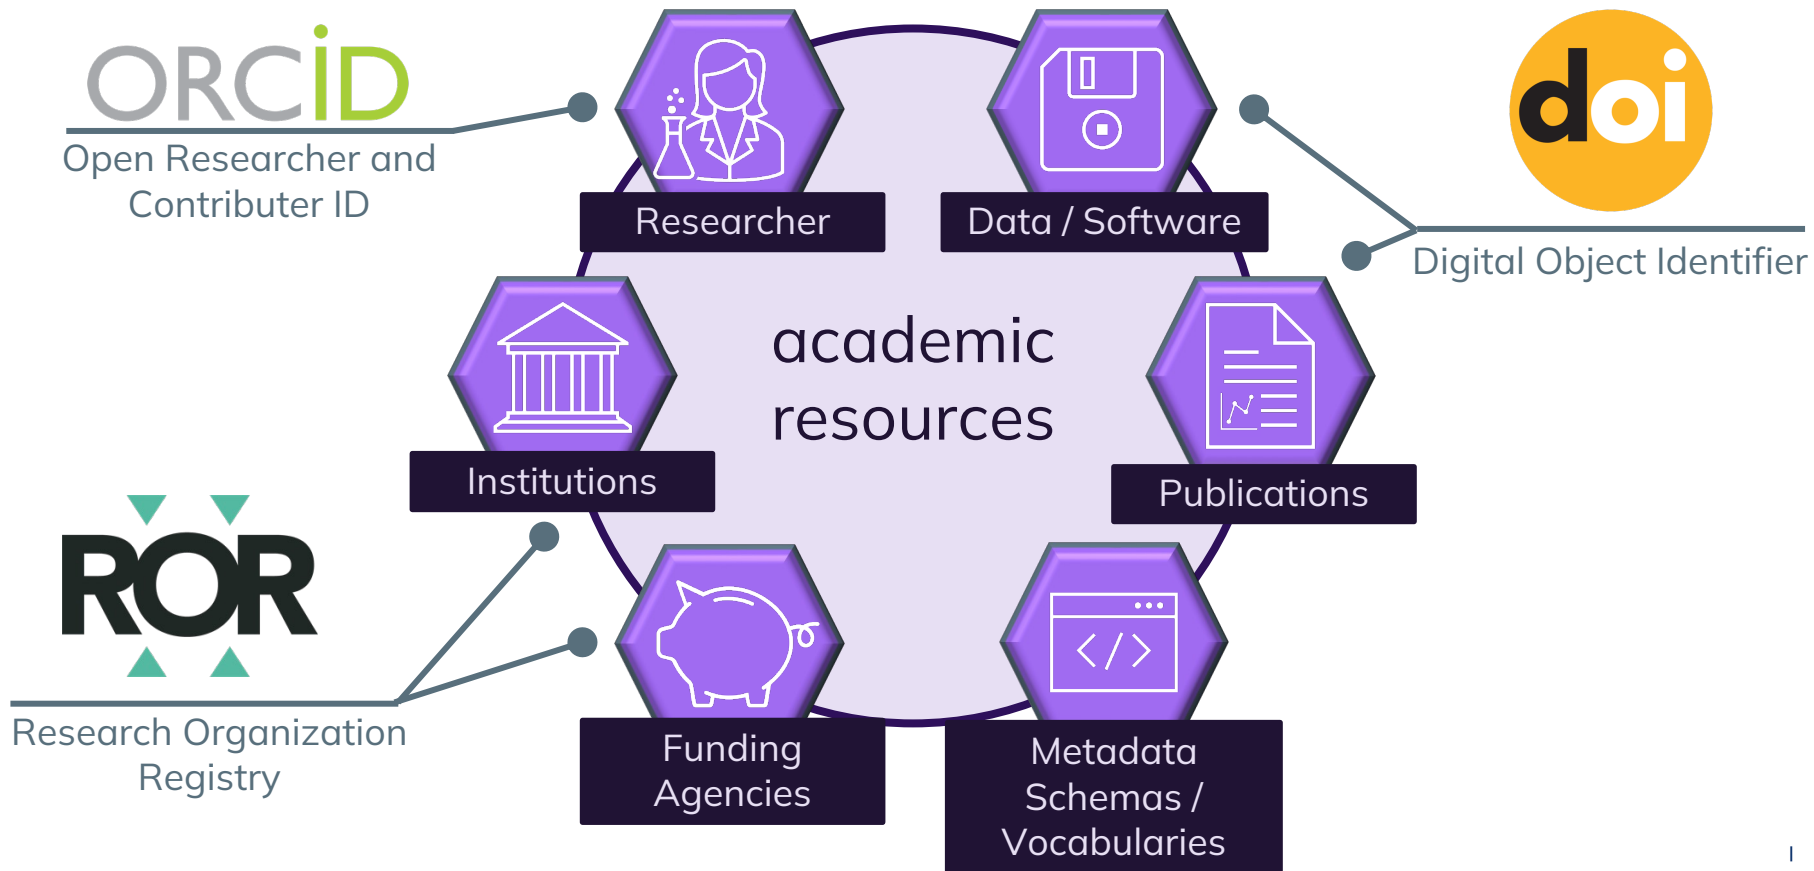 ORCiD
Open Researcher and
Contributer ID
Researcher
Data / Software
doi
Digital Object Identifier
academic
resources
Institutions
Publications
ROR
Research Organization
Registry
Funding
Agencies
</>
Metadata
Schemas /
Vocabularies
I